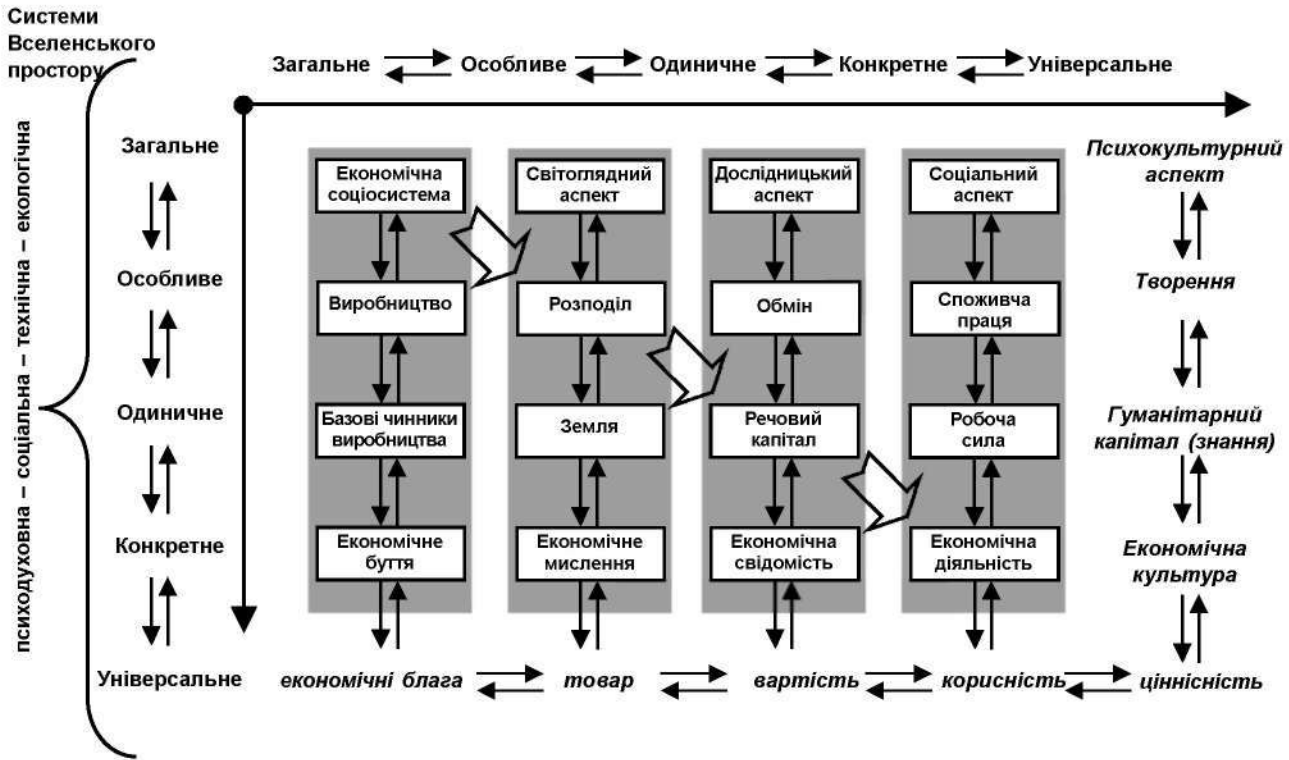 Системи
Вселенського
простору
Загальне
Особливе
Одиничне
Конкретне
Універсальне
психодуховна – соціальна – технічна – екологічна
Загальне
Економічна
соціосистема
Світоглядний
аспект
Дослідницький
аспект
Соціальний
аспект
Психокультурний
аспект
Особливе
Виробництво
Розподіл
Обмін
Споживча
праця
Творення
Одиничне
Базові чинники
виробництва
Земля
Речовий
капітал
Робоча
сила
Гуманітарний
капітал (знання)
Конкретне
Економічне
буття
Економічне
мислення
Економічна
свідомість
Економічна
діяльність
Економічна
культура
Універсальне
економічні блага
товар
вартість
корисність
ціннісність